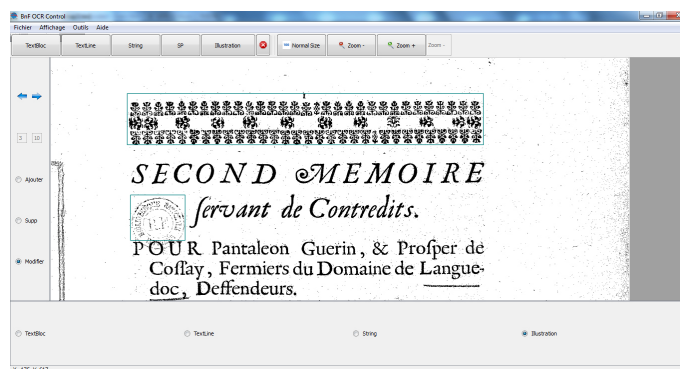 BnF OCR Control
Fichier Affichage Outils Aide
TextBloc TextLine String SP Illustration Normal Size Zoom - Zoom + Zoom -
3 10
SECOND MEMOIRE
Ajouter
ſervant de Contredits.
Supp
POUR Pantaleon Guerin, & Proſper de
Modifier
Coſſay, Fermiers du Domaine de Langue-
doc, Deffendeurs.
TextBloc TextLine String Illustration